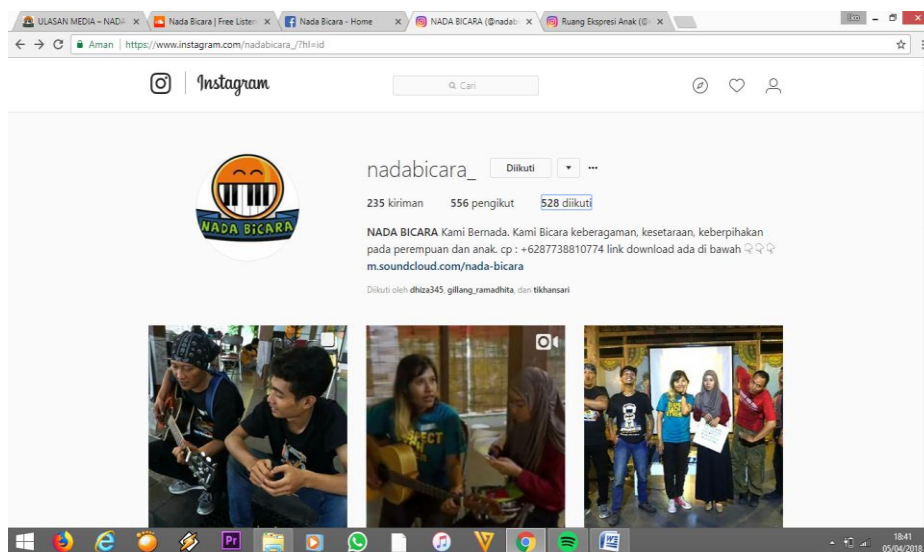 ULASAN MEDIA – NADA
Nada Bicara | Free Listen
Nada Bicara - Home
NADA BICARA (@nadab
Ruang Ekspresi Anak (@
Aman | https://www.instagram.com/nadabicara_/?hl=id
Instagram
Cari
nadabicara_ Diikuti
235 kiriman 556 pengikut 528 diikuti
NADA BICARA Kami Bernada. Kami Bicara keberagaman, kesetaraan, keberpihakan
pada perempuan dan anak. cp : +6287738810774 link download ada di bawah
m.soundcloud.com/nada-bicara
Diikuti oleh dhiza345, gillang_ramadhita, dan tikhansari
NADA BICARA
Pr
18:41
05/04/2018